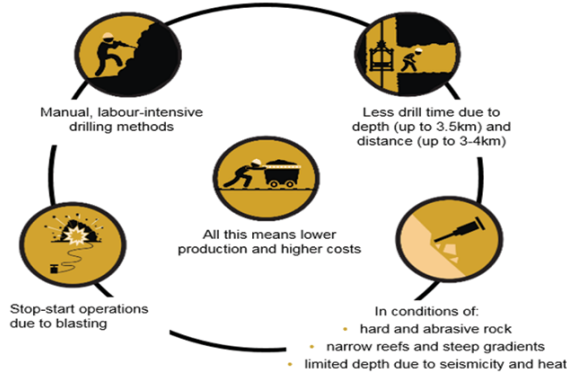 Manual, labour-intensive
drilling methods
Less drill time due to
depth (up to 3.5km) and
distance (up to 3-4km)
All this means lower
production and higher costs
Stop-start operations
due to blasting
In conditions of:
• hard and abrasive rock
• narrow reefs and steep gradients
• limited depth due to seismicity and heat